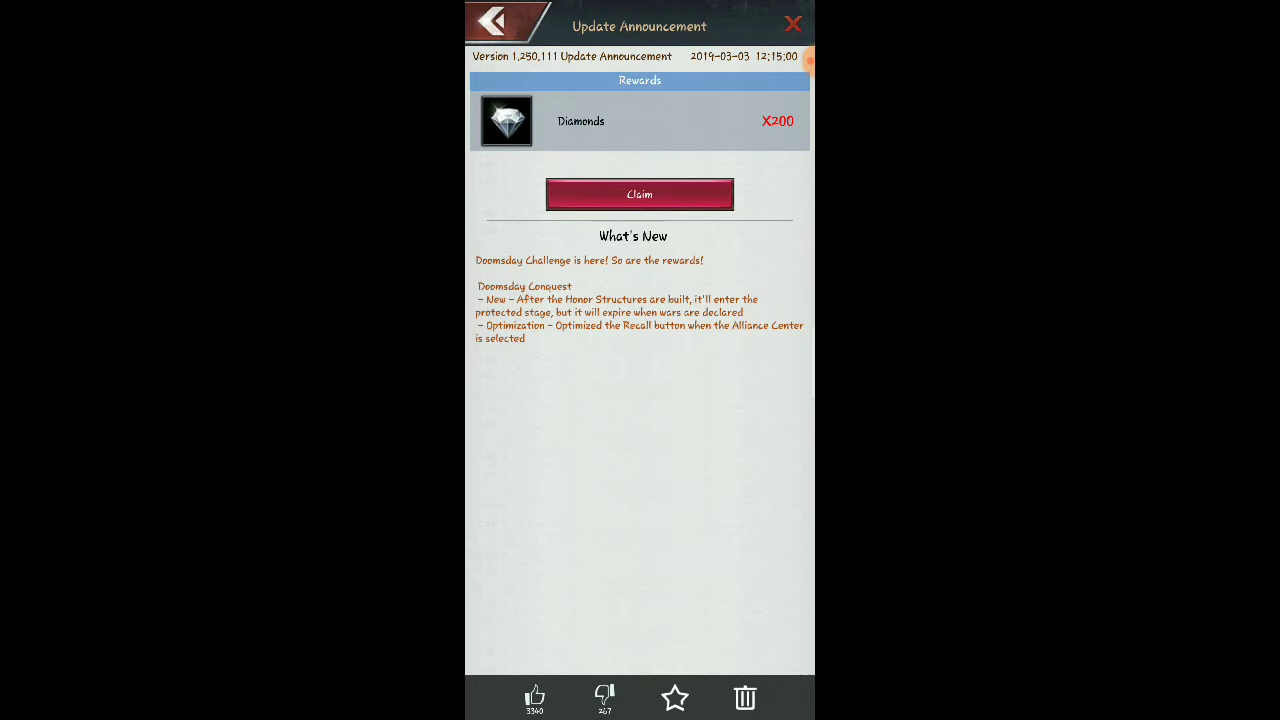 Update Announcement
Version 1.250.111 Update Announcement 2019-03-03 12:15:00
Rewards
Diamonds X200
Claim
What's New
Doomsday Challenge is here! So are the rewards!
Doomsday Conquest
- New - After the Honor Structures are built, it'll enter the
protected stage, but it will expire when wars are declared
- Optimization - Optimized the Recall button when the Alliance Center
is selected
3340 267